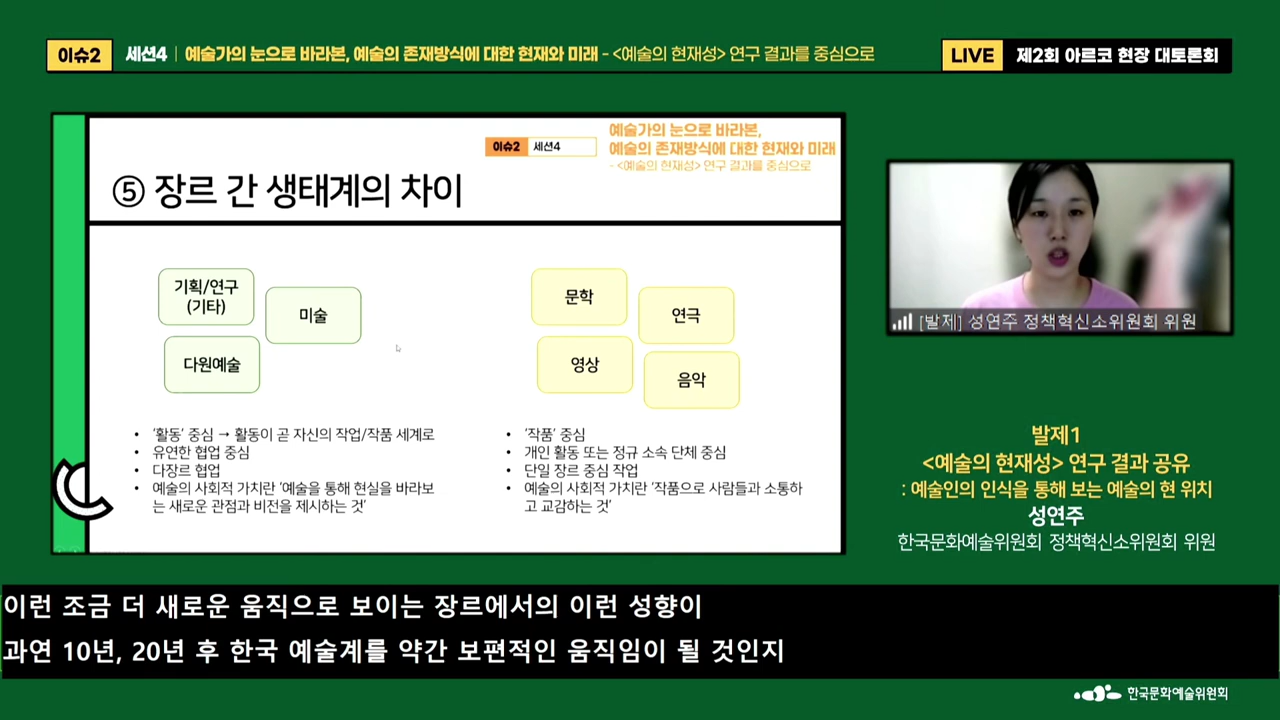 이슈2 세션4 | 예술가의 눈으로 바라본, 예술의 존재방식에 대한 현재와 미래 - <예술의 현재성> 연구 결과를 중심으로
LIVE 제2회 아르코 현장 대토론회
이슈2 세션4
예술가의 눈으로 바라본,
예술의 존재방식에 대한 현재와 미래
- <예술의 현재성> 연구 결과를 중심으로
⑤ 장르 간 생태계의 차이
기획/연구
(기타)
미술
다원예술
• '활동' 중심 → 활동이 곧 자신의 작업/작품 세계로
• 유연한 협업 중심
• 다장르 협업
• 예술의 사회적 가치란 '예술을 통해 현실을 바라보
는 새로운 관점과 비전을 제시하는 것'
문학
연극
영상
음악
• '작품' 중심
• 개인 활동 또는 정규 소속 단체 중심
• 단일 장르 중심 작업
• 예술의 사회적 가치란 '작품으로 사람들과 소통하
고 교감하는 것'
[발제] 성연주 정책혁신소위원회 위원
발제1
<예술의 현재성> 연구 결과 공유
: 예술인의 인식을 통해 보는 예술의 현 위치
성연주
한국문화예술위원회 정책혁신소위원회 위원
이런 조금 더 새로운 움직으로 보이는 장르에서의 이런 성향이
과연 10년, 20년 후 한국 예술계를 약간 보편적인 움직임이 될 것인지
한국문화예술위원회